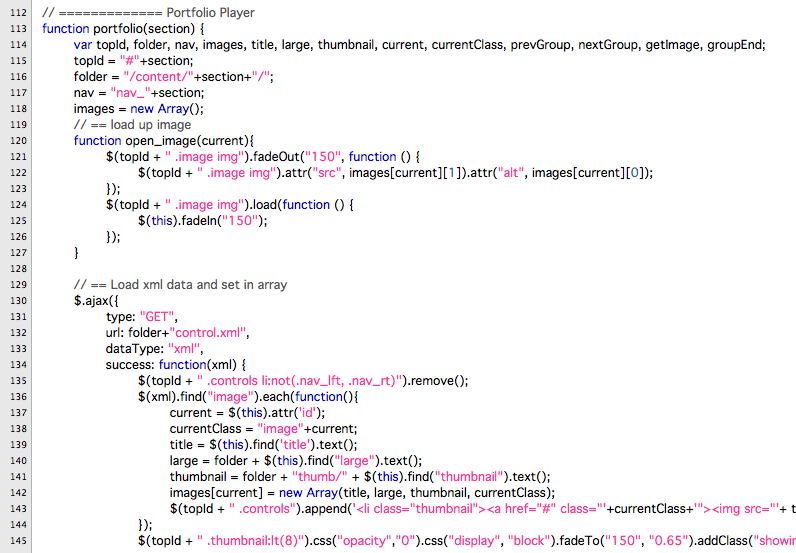 112 // ============= Portfolio Player
113 function portfolio(section) {
114 var topId, folder, nav, images, title, large, thumbnail, current, currentClass, prevGroup, nextGroup, getImage, groupEnd;
115 topId = "#"+section;
116 folder = "/content/"+section+"/";
117 nav = "nav_"+section;
118 images = new Array();
119 // == load up image
120 function open_image(current){
121 $(topId + " .image img").fadeOut("150", function () {
122 $(topId + " .image img").attr("src", images[current][1]).attr("alt", images[current][0]);
123 });
124 $(topId + " .image img").load(function () {
125 $(this).fadeIn("150");
126 });
127 }
128
129 // == Load xml data and set in array
130 $.ajax({
131 type: "GET",
132 url: folder+"control.xml",
133 dataType: "xml",
134 success: function(xml) {
135 $(topId + " .controls li:not(.nav_lft, .nav_rt)").remove();
136 $(xml).find("image").each(function(){
137 current = $(this).attr('id');
138 currentClass = "image"+current;
139 title = $(this).find('title').text();
140 large = folder + $(this).find("large").text();
141 thumbnail = folder + "thumb/" + $(this).find("thumbnail").text();
142 images[current] = new Array(title, large, thumbnail, currentClass);
143 $(topId + " .controls").append('<li class="thumbnail"><a href="#" class="'+currentClass+'"><img src="'+ t
144 });
145 $(topId + " .thumbnail:lt(8)").css("opacity","0").css("display", "block").fadeTo("150", "0.65").addClass("showin